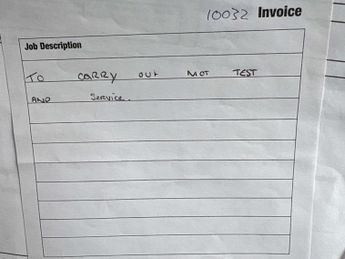 10032 Invoice
Job Description
TO CARRY OUT MOT TEST
AND Service.